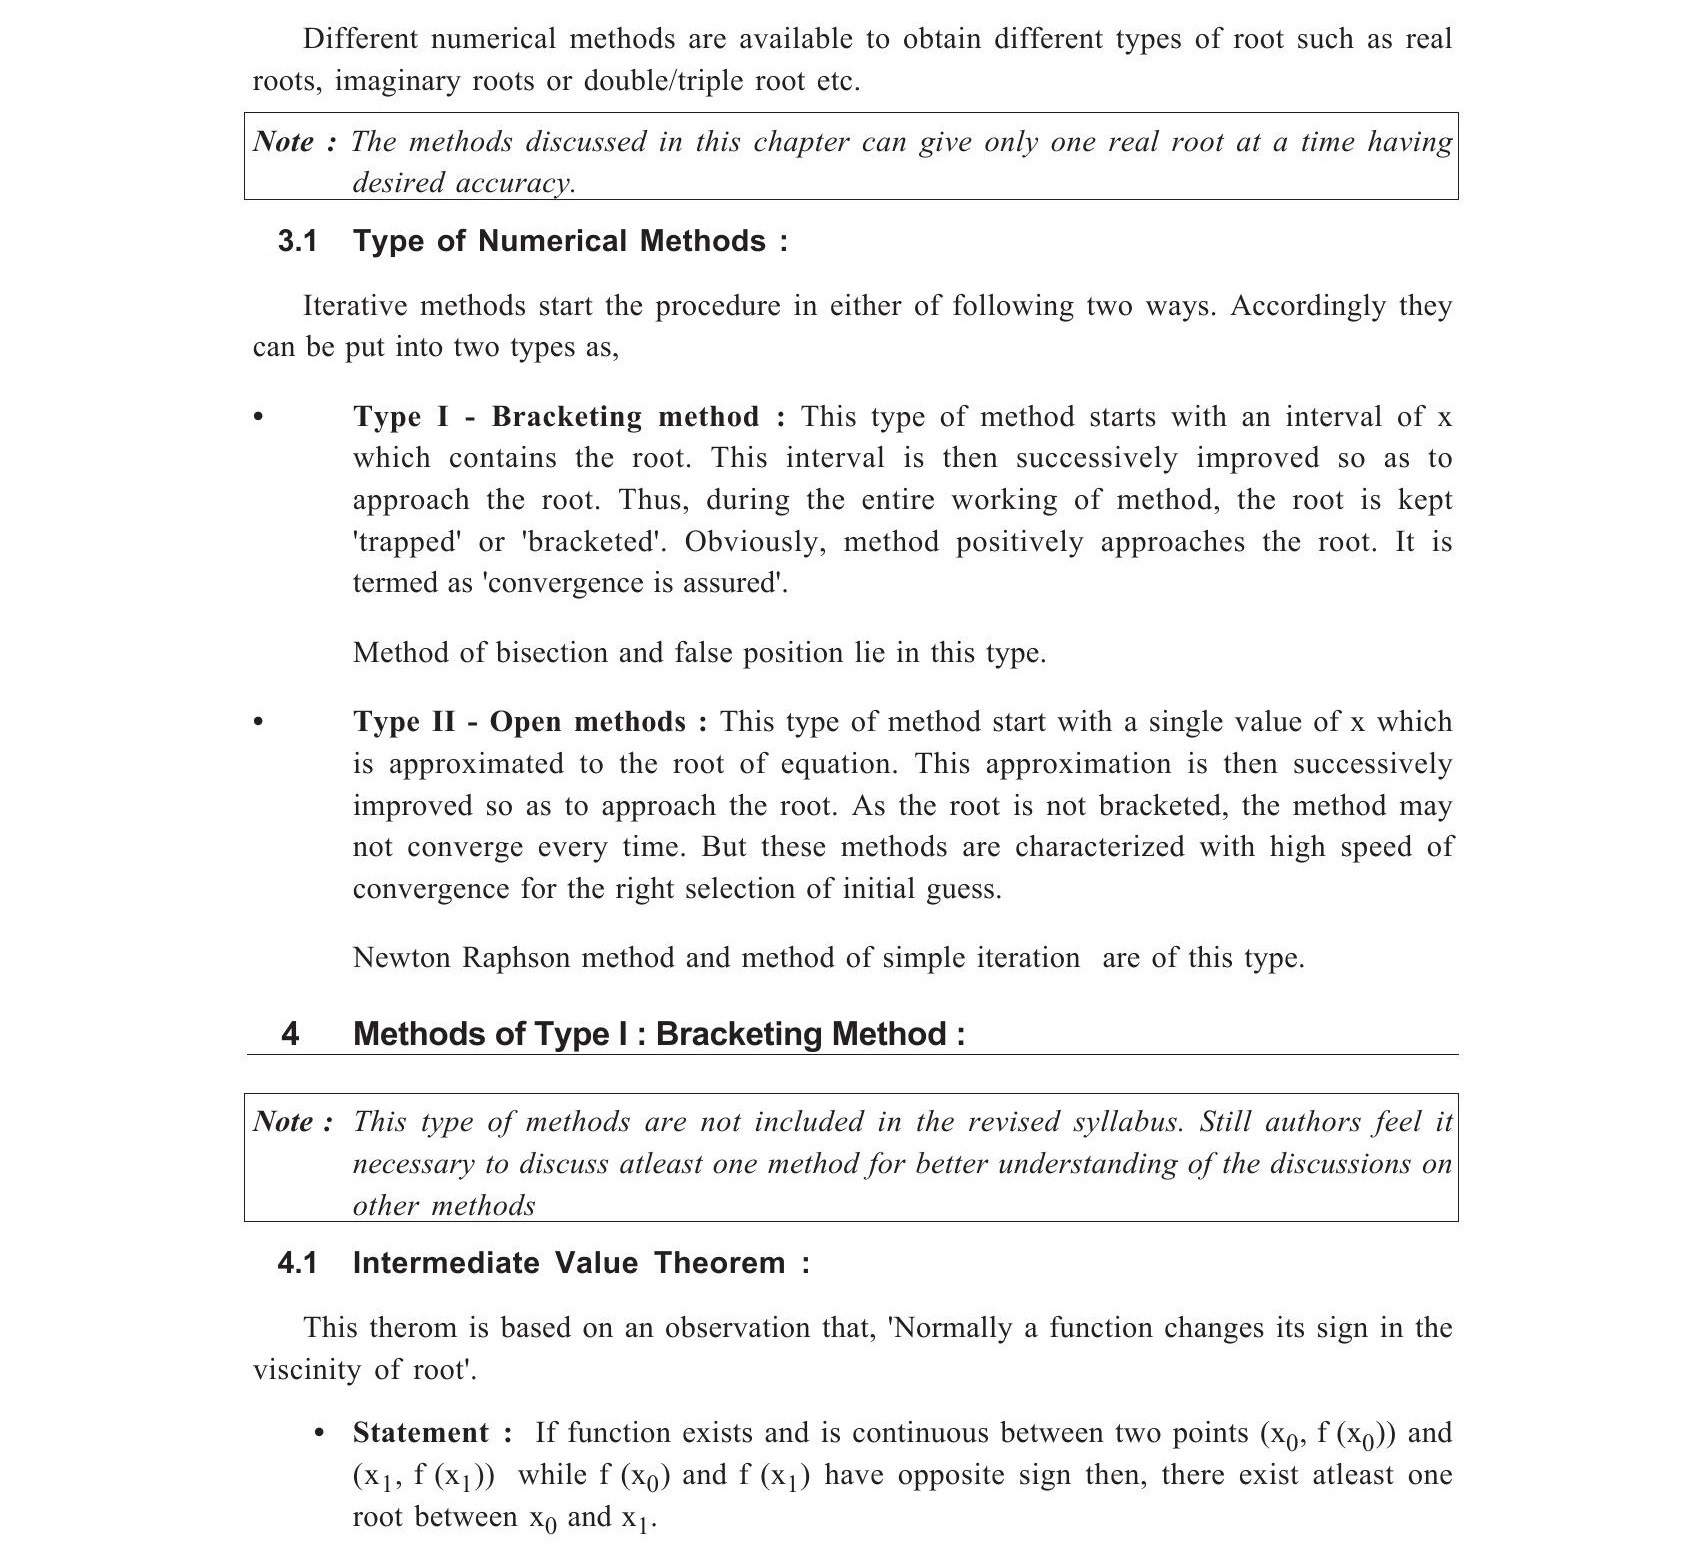 Different numerical methods are available to obtain different types of root such as real
roots, imaginary roots or double/triple root etc.
Note : The methods discussed in this chapter can give only one real root at a time having
desired accuracy.
3.1 Type of Numerical Methods :
Iterative methods start the procedure in either of following two ways. Accordingly they
can be put into two types as,
• Type I - Bracketing method : This type of method starts with an interval of x
which contains the root. This interval is then successively improved so as to
approach the root. Thus, during the entire working of method, the root is kept
'trapped' or 'bracketed'. Obviously, method positively approaches the root. It is
termed as 'convergence is assured'.
Method of bisection and false position lie in this type.
• Type II - Open methods : This type of method start with a single value of x which
is approximated to the root of equation. This approximation is then successively
improved so as to approach the root. As the root is not bracketed, the method may
not converge every time. But these methods are characterized with high speed of
convergence for the right selection of initial guess.
Newton Raphson method and method of simple iteration are of this type.
4 Methods of Type I : Bracketing Method :
Note : This type of methods are not included in the revised syllabus. Still authors feel it
necessary to discuss atleast one method for better understanding of the discussions on
other methods
4.1 Intermediate Value Theorem :
This therom is based on an observation that, 'Normally a function changes its sign in the
viscinity of root'.
• Statement : If function exists and is continuous between two points (x₀, f (x₀)) and
(x₁, f (x₁)) while f (x₀) and f (x₁) have opposite sign then, there exist atleast one
root between x₀ and x₁.